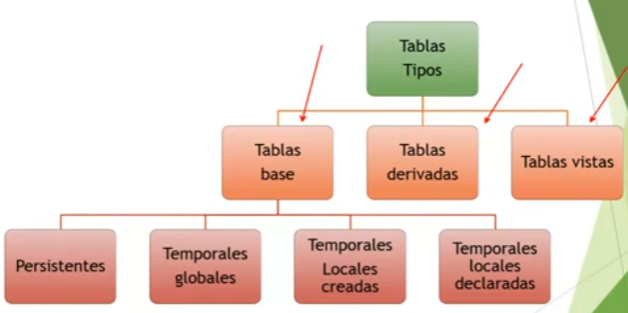 Tablas
Tipos
Tablas
base
Tablas
derivadas
Tablas vistas
Persistentes
Temporales
globales
Temporales
Locales
creadas
Temporales
locales
declaradas